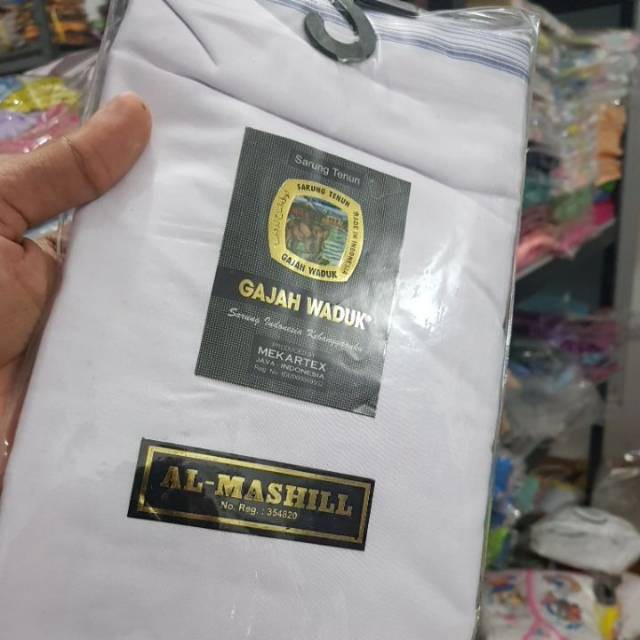 Sarung Tenun
SARUNG TENUN
MADE IN INDONESIA
GAJAH WADUK
GAJAH WADUK®
Sarung Indonesia
MEKARTEX
JAVA INDONESIA
AL-MASHILL
No. Reg. : 354820